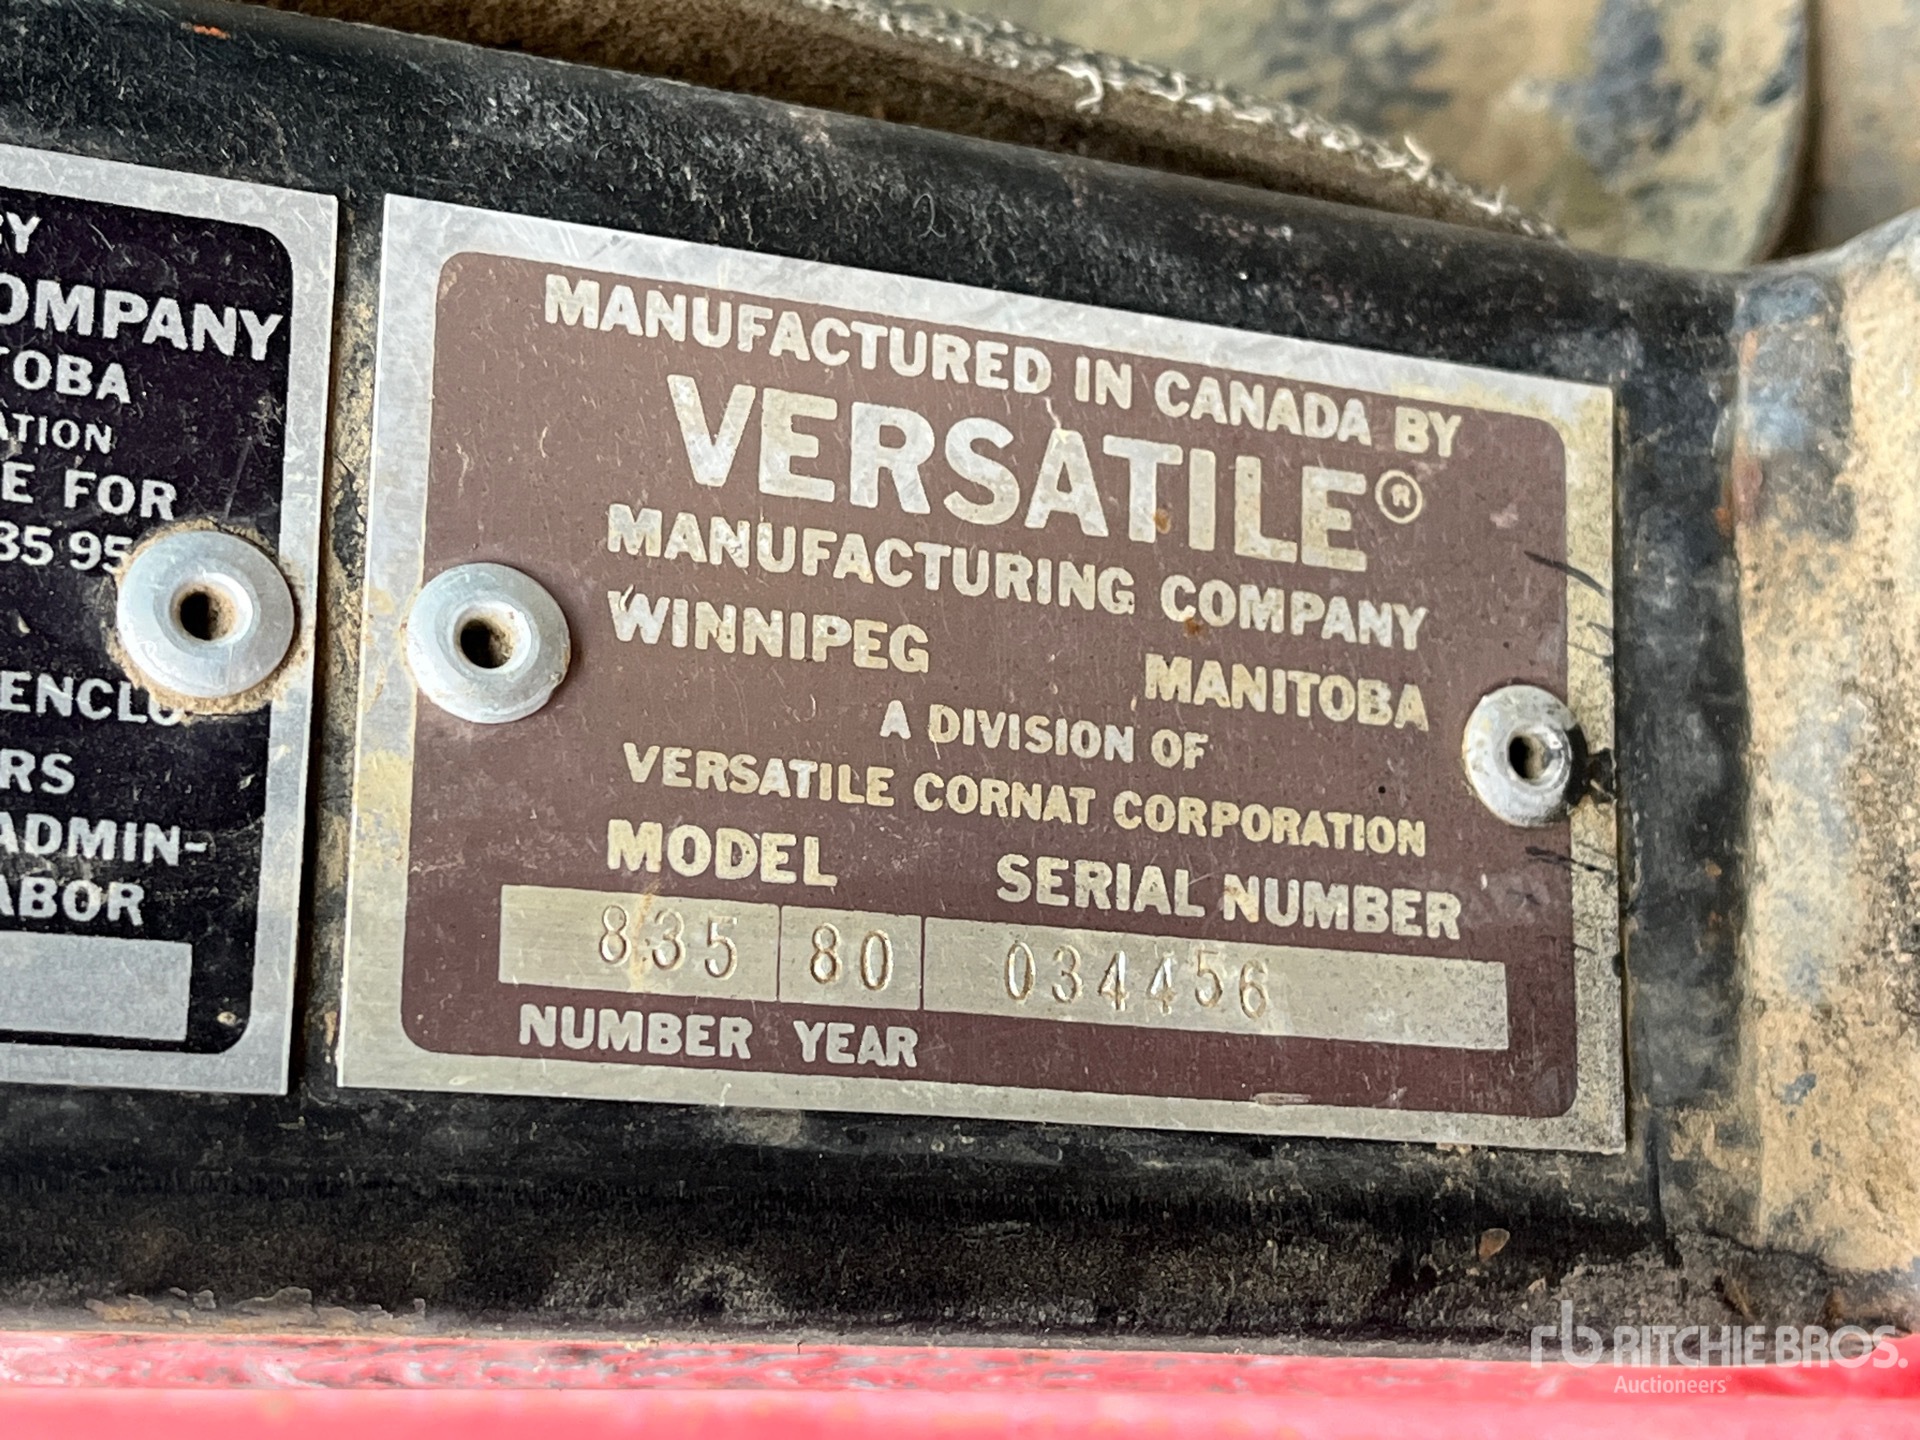 Y
OMPANY
TOBA
ATION
E FOR
35 95
ENCLO
RS
ADMIN-
ABOR
MANUFACTURED IN CANADA BY
VERSATILE®
MANUFACTURING COMPANY
WINNIPEG MANITOBA
A DIVISION OF
VERSATILE CORNAT CORPORATION
MODEL SERIAL NUMBER
835 80 034456
NUMBER YEAR
rb RITCHIE BROS.
Auctioneers